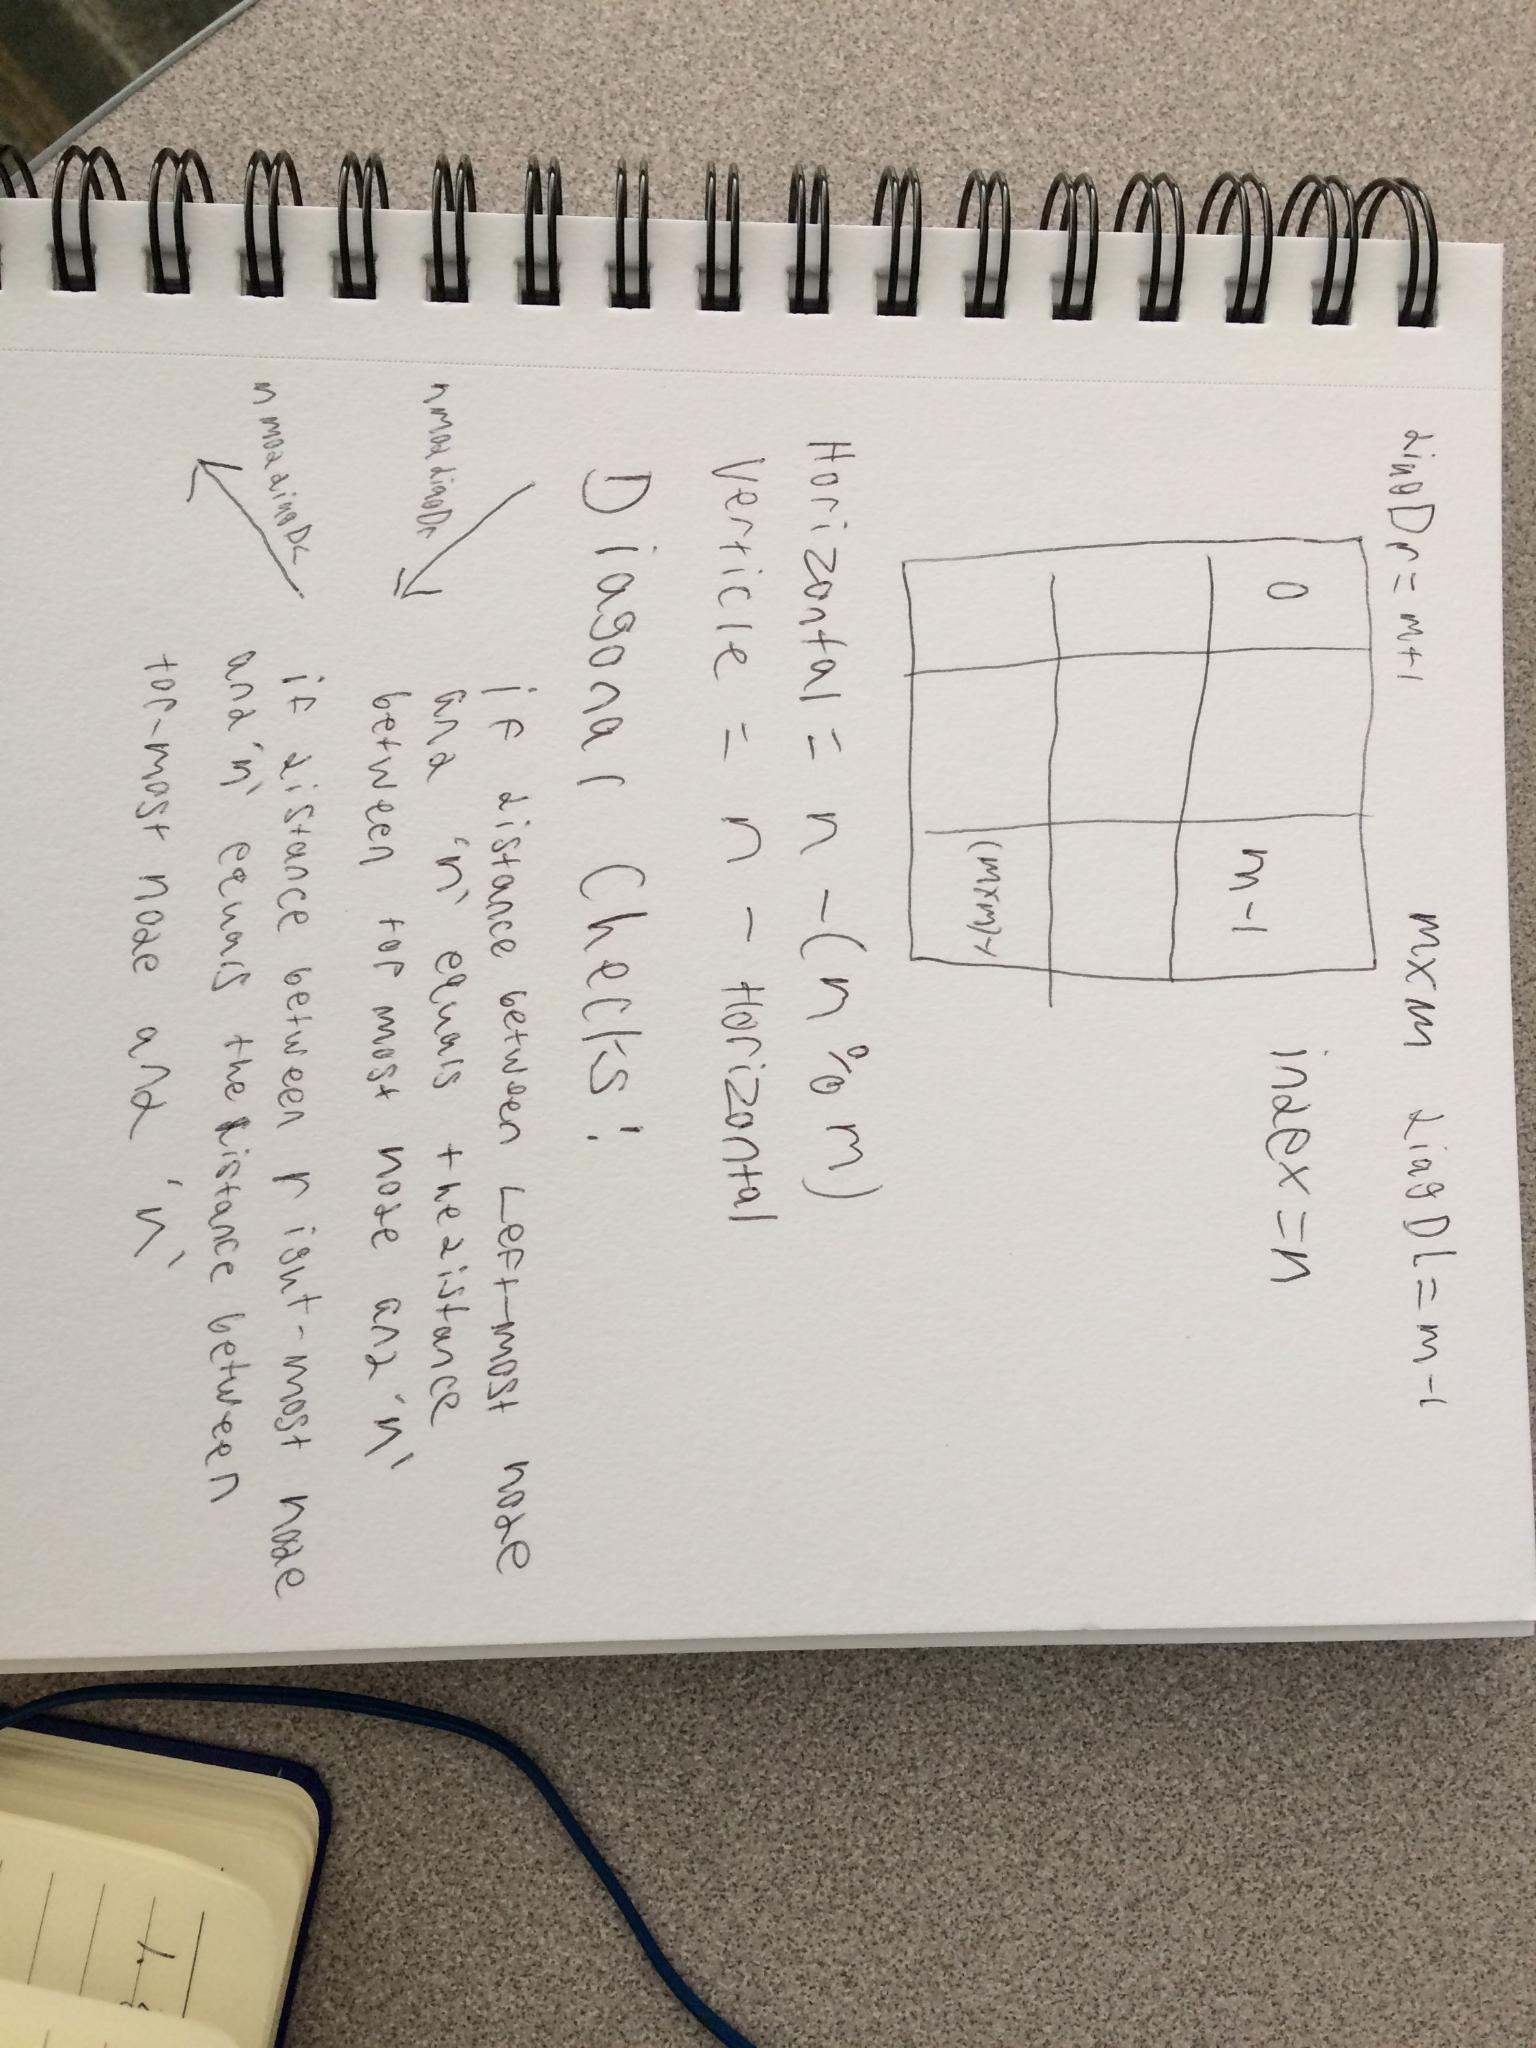 diagDr = m+1
mxm diagDL = m-1
index = n
0
m-1
(mxm)-1
Horizontal = n - (n % m)
Verticle = n - Horizontal
Diagonal Checks:
if distance between Left-most node
and 'n' equals the distance
n mod diagDr
between top most node and 'n'
if distance between right-most node
n mod diagDL
and 'n' equals the distance between
top-most node and 'n'
1.